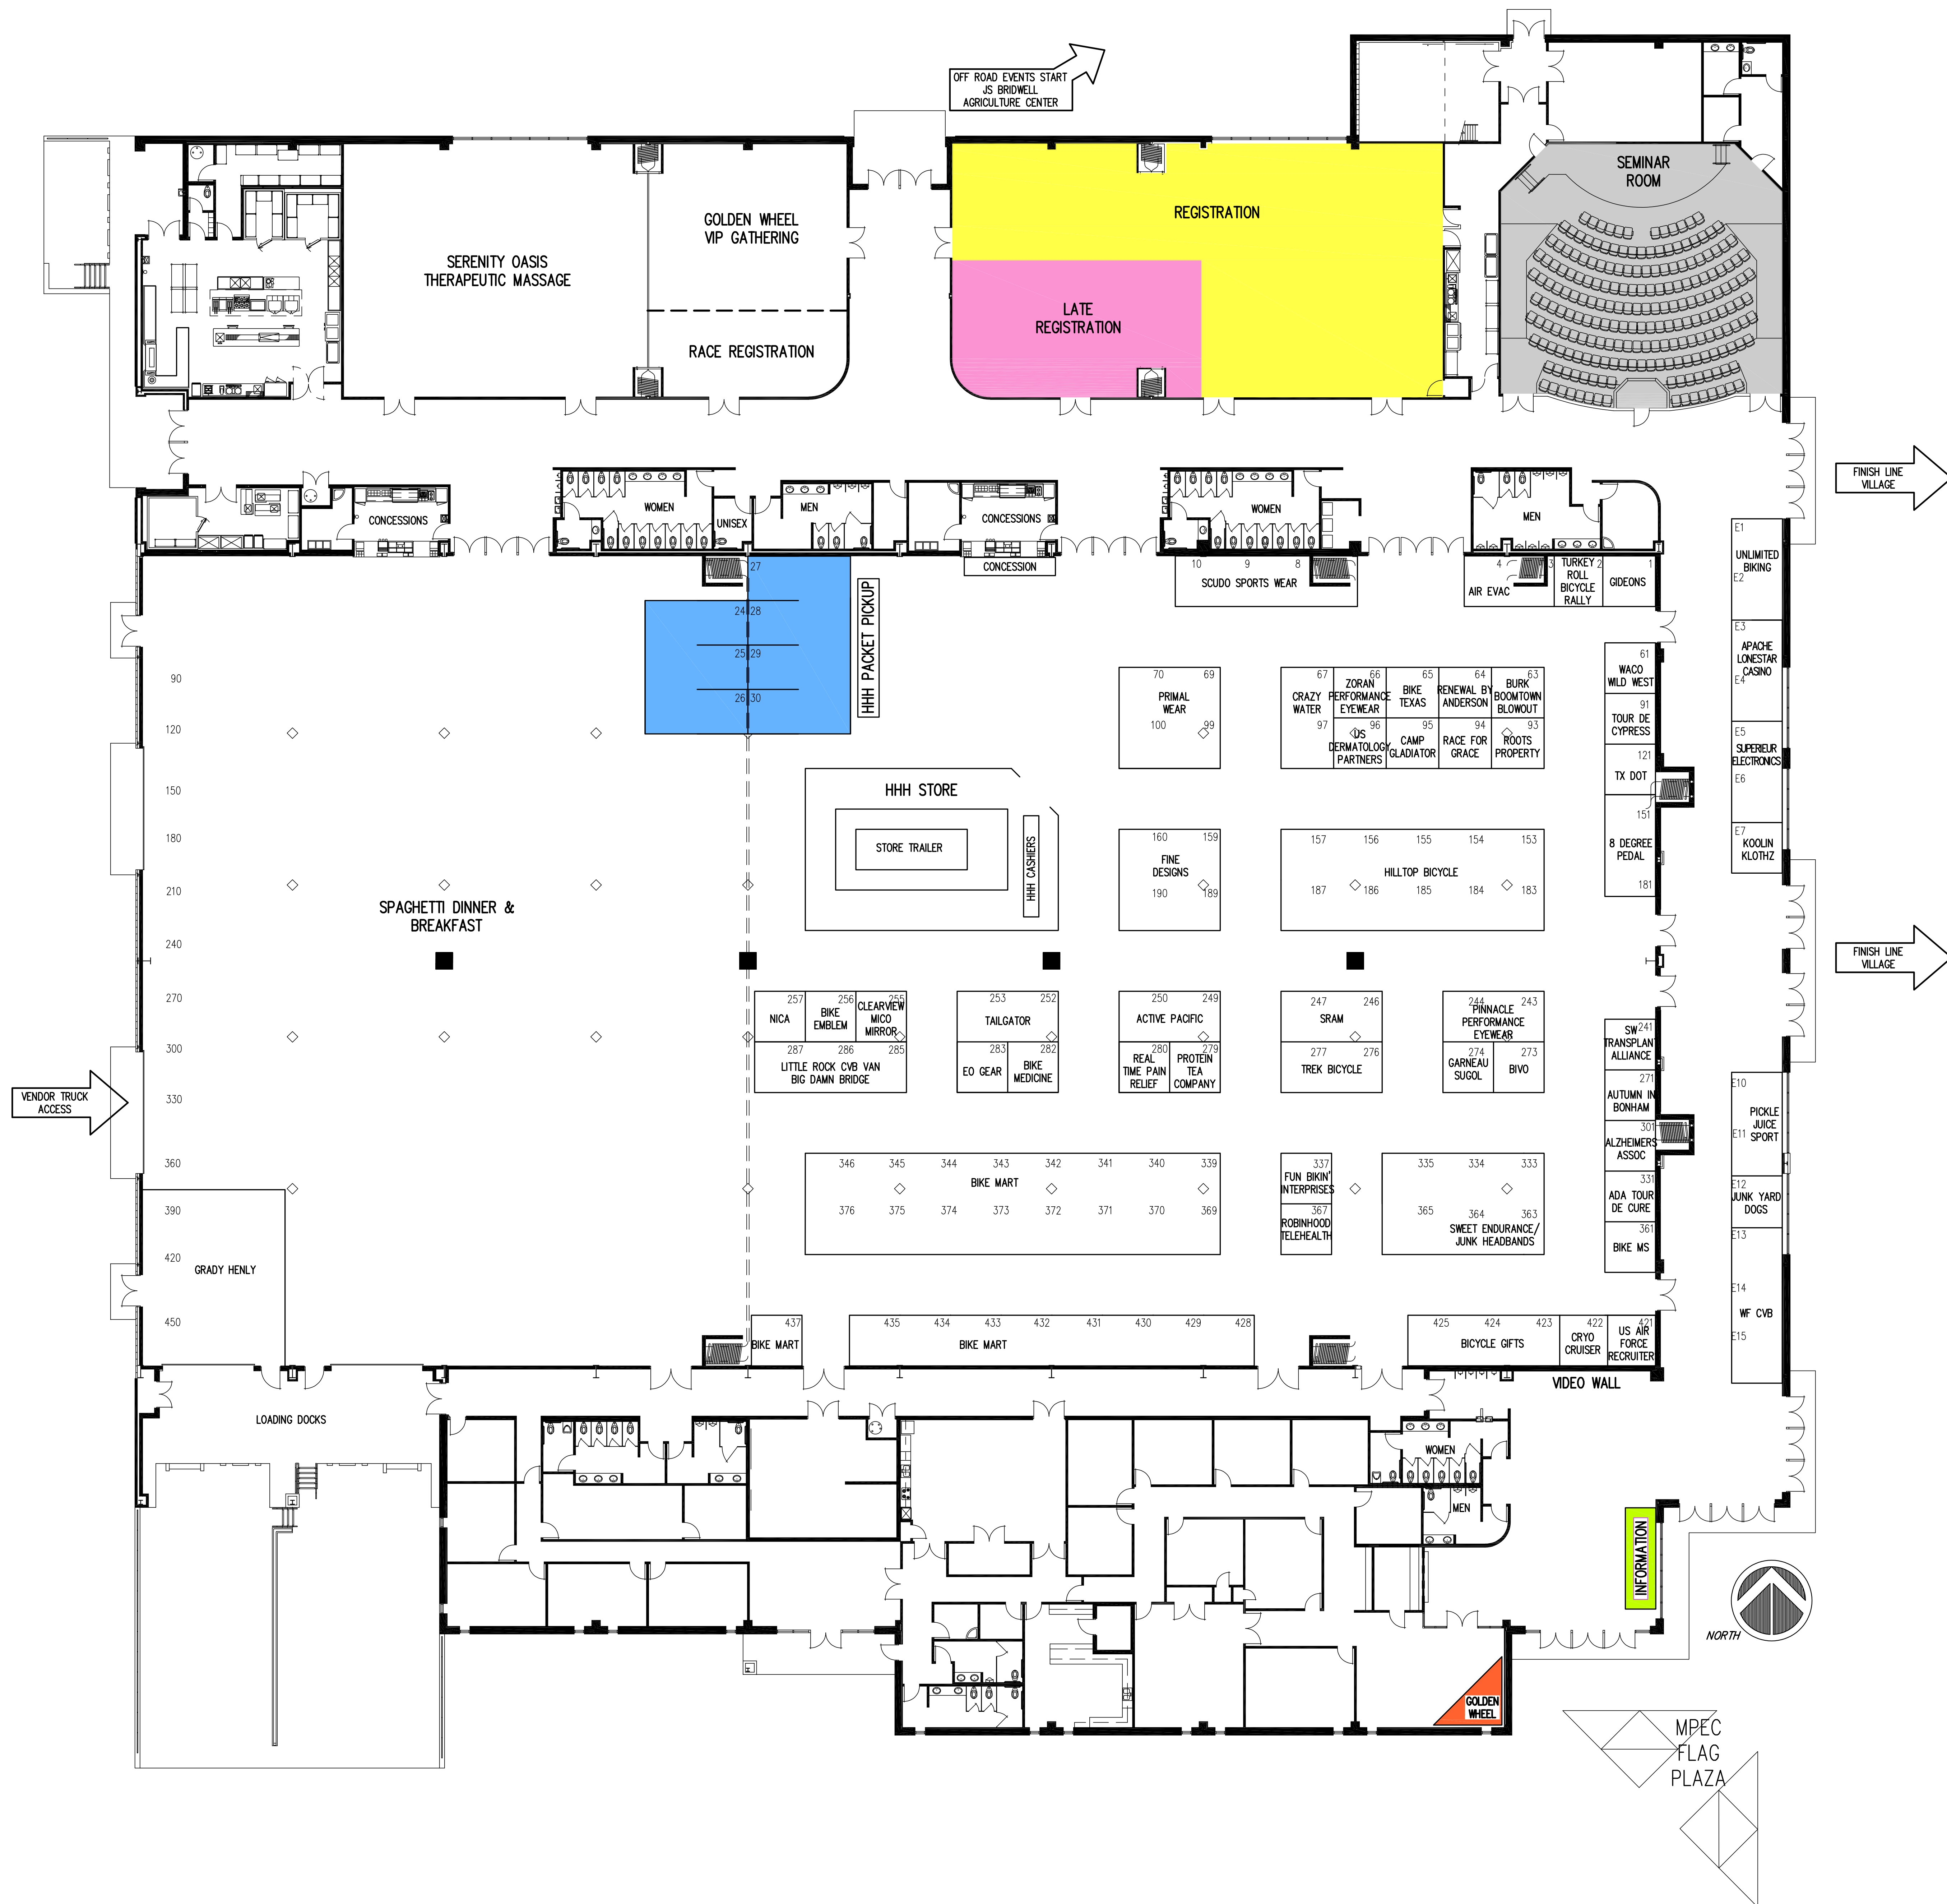 OFF ROAD EVENTS START
JS BRIDWELL
AGRICULTURE CENTER
SEMINAR
ROOM
GOLDEN WHEEL
VIP GATHERING
REGISTRATION
SERENITY OASIS
THERAPEUTIC MASSAGE
LATE
REGISTRATION
RACE REGISTRATION
FINISH LINE
VILLAGE
CONCESSIONS
WOMEN
UNISEX
MEN
CONCESSIONS
WOMEN
MEN
CONCESSION
27
24 28
25 29
26 30
HHH PACKET PICKUP
10 9 8
SCUDO SPORTS WEAR
4
AIR EVAC
3 2
TURKEY
ROLL
BICYCLE
RALLY
1
GIDEONS
E1
UNLIMITED
BIKING
E2
E3
APACHE
LONESTAR
CASINO
E4
E5
SUPERIEUR
ELECTRONICS
E6
E7
KOOLIN
KLOTHZ
61
WACO
WILD WEST
91
TOUR DE
CYPRESS
121
TX DOT
151
8 DEGREE
PEDAL
181
70 69
PRIMAL
WEAR
100 99
67
CRAZY
WATER
97
66
ZORAN
PERFORMANCE
EYEWEAR
65
BIKE
TEXAS
64
RENEWAL BY
ANDERSON
63
BURK
BOOMTOWN
BLOWOUT
96
US
DERMATOLOGY
PARTNERS
95
CAMP
GLADIATOR
94
RACE FOR
GRACE
93
ROOTS
PROPERTY
90
120
150
180
210
240
270
300
330
360
390
420
450
HHH STORE
STORE TRAILER
HHH CASHIERS
160 159
FINE
DESIGNS
190 189
157 156 155 154 153
HILLTOP BICYCLE
187 186 185 184 183
SPAGHETTI DINNER &
BREAKFAST
FINISH LINE
VILLAGE
257
NICA
256
BIKE
EMBLEM
255
CLEARVIEW
MICO
MIRROR
287 286 285
LITTLE ROCK CVB VAN
BIG DAMN BRIDGE
253 252
TAILGATOR
283
EO GEAR
282
BIKE
MEDICINE
250 249
ACTIVE PACIFIC
280
REAL
TIME PAIN
RELIEF
279
PROTEIN
TEA
COMPANY
247 246
SRAM
277 276
TREK BICYCLE
244 243
PINNACLE
PERFORMANCE
EYEWEAR
274
GARNEAU
SUGOL
273
BIVO
241
SW
TRANSPLANT
ALLIANCE
271
AUTUMN IN
BONHAM
301
ALZHEIMERS
ASSOC
331
ADA TOUR
DE CURE
361
BIKE MS
E10
PICKLE
JUICE
SPORT
E11
E12
JUNK YARD
DOGS
E13
E14
WF CVB
E15
VENDOR TRUCK
ACCESS
346 345 344 343 342 341 340 339
BIKE MART
376 375 374 373 372 371 370 369
337
FUN BIKIN'
INTERPRISES
367
ROBINHOOD
TELEHEALTH
335 334 333
365 364 363
SWEET ENDURANCE/
JUNK HEADBANDS
GRADY HENLY
437
BIKE MART
435 434 433 432 431 430 429 428
BIKE MART
425 424 423
BICYCLE GIFTS
422
CRYO
CRUISER
421
US AIR
FORCE
RECRUITER
VIDEO WALL
LOADING DOCKS
WOMEN
MEN
INFORMATION
NORTH
GOLDEN
WHEEL
MPEC
FLAG
PLAZA